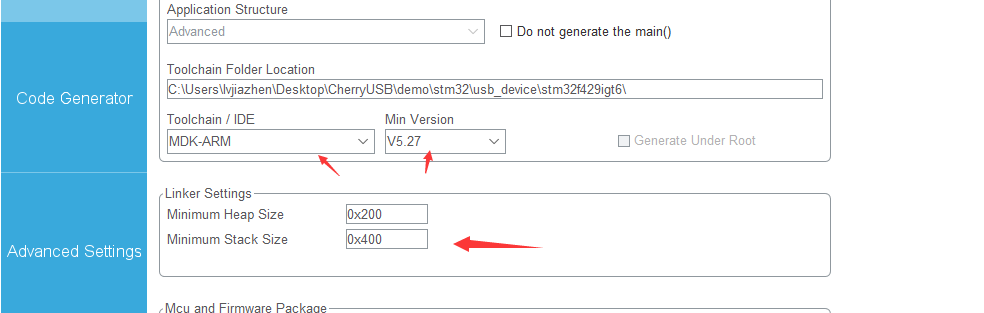 Application Structure
Advanced
Do not generate the main()
Code Generator
Toolchain Folder Location
C:\Users\lvjiazhen\Desktop\CherryUSB\demo\stm32\usb_device\stm32f429igt6\
Toolchain / IDE
Min Version
MDK-ARM
V5.27
Generate Under Root
Advanced Settings
Linker Settings
Minimum Heap Size
0x200
Minimum Stack Size
0x400
Mcu and Firmware Package